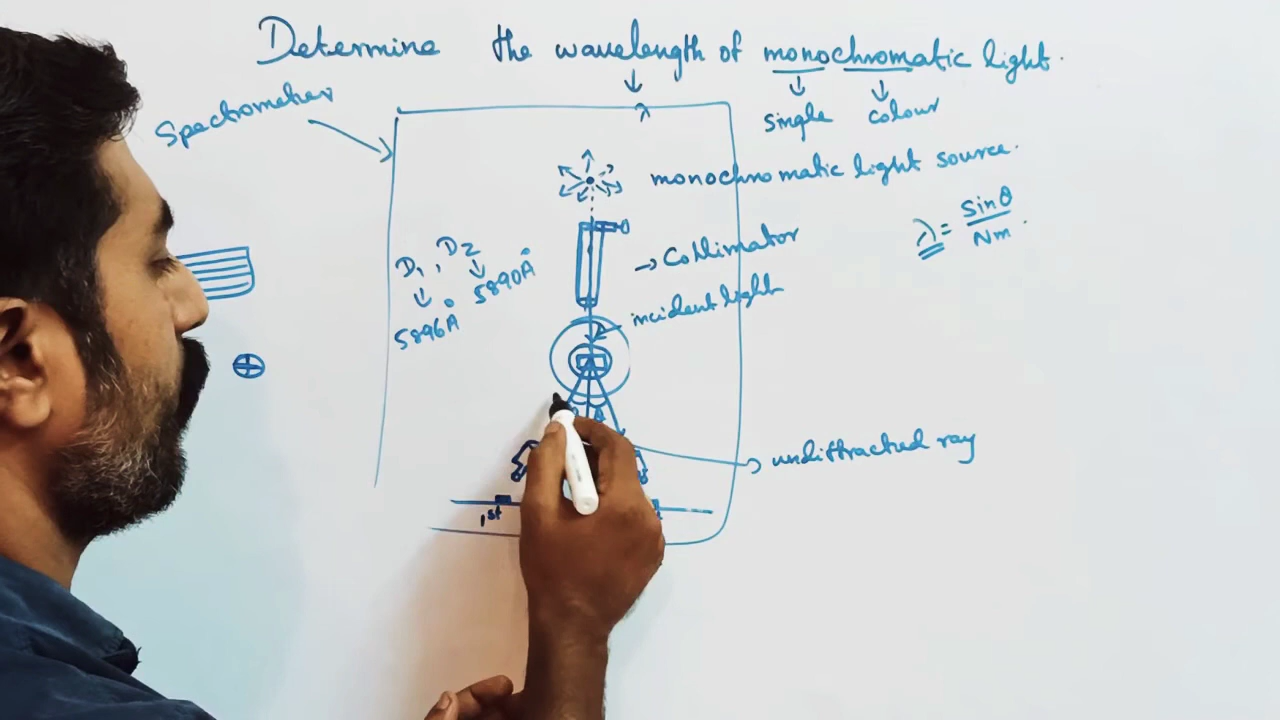 Determine the wavelength of monochromatic light.
Spectrometer
single colour
monochromatic light source.
λ = Sinθ / Nm.
D1, D2
5896Å 5890Å
→ Collimator
incident light
θ
undiffracted ray
1st